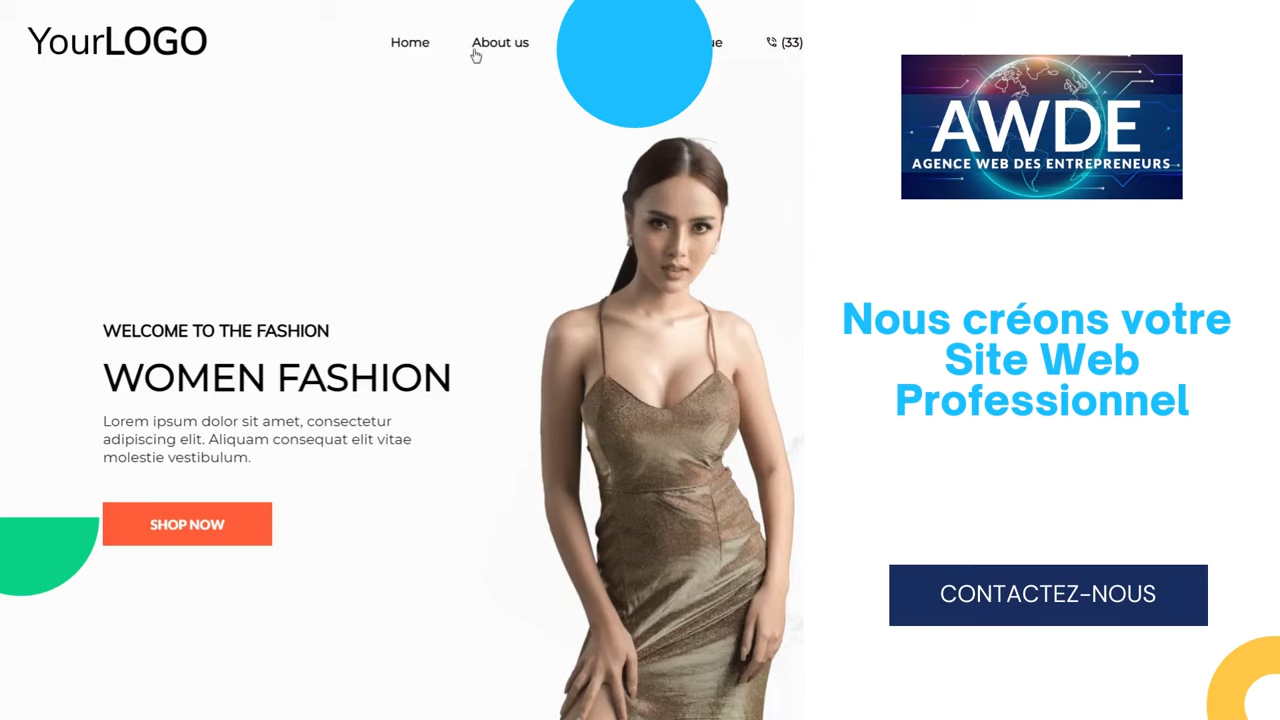 YourLOGO
Home
About us
(33)
WELCOME TO THE FASHION
WOMEN FASHION
Lorem ipsum dolor sit amet, consectetur
adipiscing elit. Aliquam consequat elit vitae
molestie vestibulum.
SHOP NOW
AWDE
AGENCE WEB DES ENTREPRENEURS
Nous créons votre
Site Web
Professionnel
CONTACTEZ-NOUS